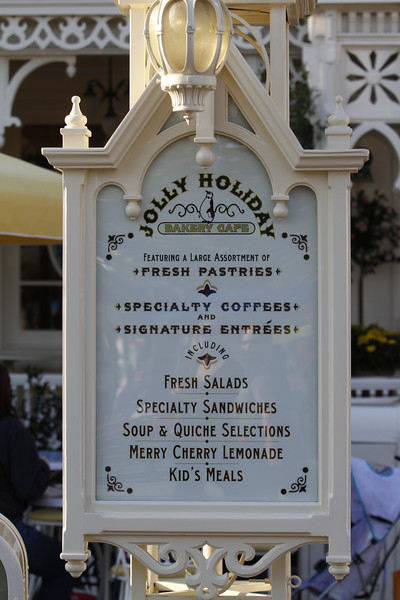 JOLLY HOLIDAY
BAKERY CAFE
FEATURING A LARGE ASSORTMENT OF
FRESH PASTRIES
SPECIALTY COFFEES
AND
SIGNATURE ENTRÉES
INCLUDING
FRESH SALADS
SPECIALTY SANDWICHES
SOUP & QUICHE SELECTIONS
MERRY CHERRY LEMONADE
KID'S MEALS